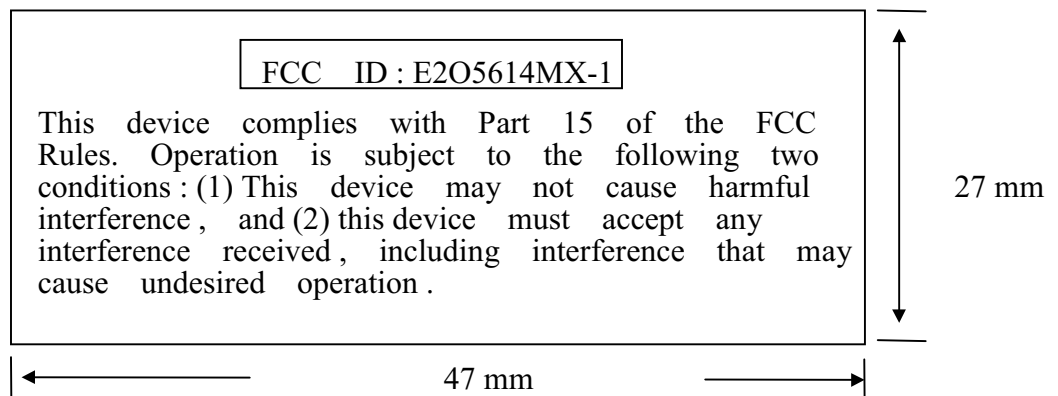 FCC ID : E2O5614MX-1
This device complies with Part 15 of the FCC
Rules. Operation is subject to the following two
conditions : (1) This device may not cause harmful
interference , and (2) this device must accept any
interference received , including interference that may
cause undesired operation .
27 mm
47 mm